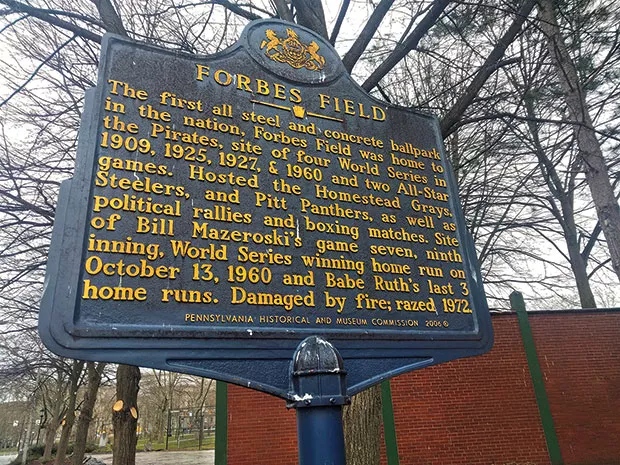 FORBES FIELD
The first all steel and concrete ballpark
in the nation, Forbes Field was home to
the Pirates, site of four World Series in
1909, 1925, 1927, & 1960 and two All-Star
games. Hosted the Homestead Grays,
Steelers, and Pitt Panthers, as well as
political rallies and boxing matches. Site
of Bill Mazeroski's game seven, ninth
inning, World Series winning home run on
October 13, 1960 and Babe Ruth's last 3
home runs. Damaged by fire; razed 1972.
PENNSYLVANIA HISTORICAL AND MUSEUM COMMISSION 2006 ©